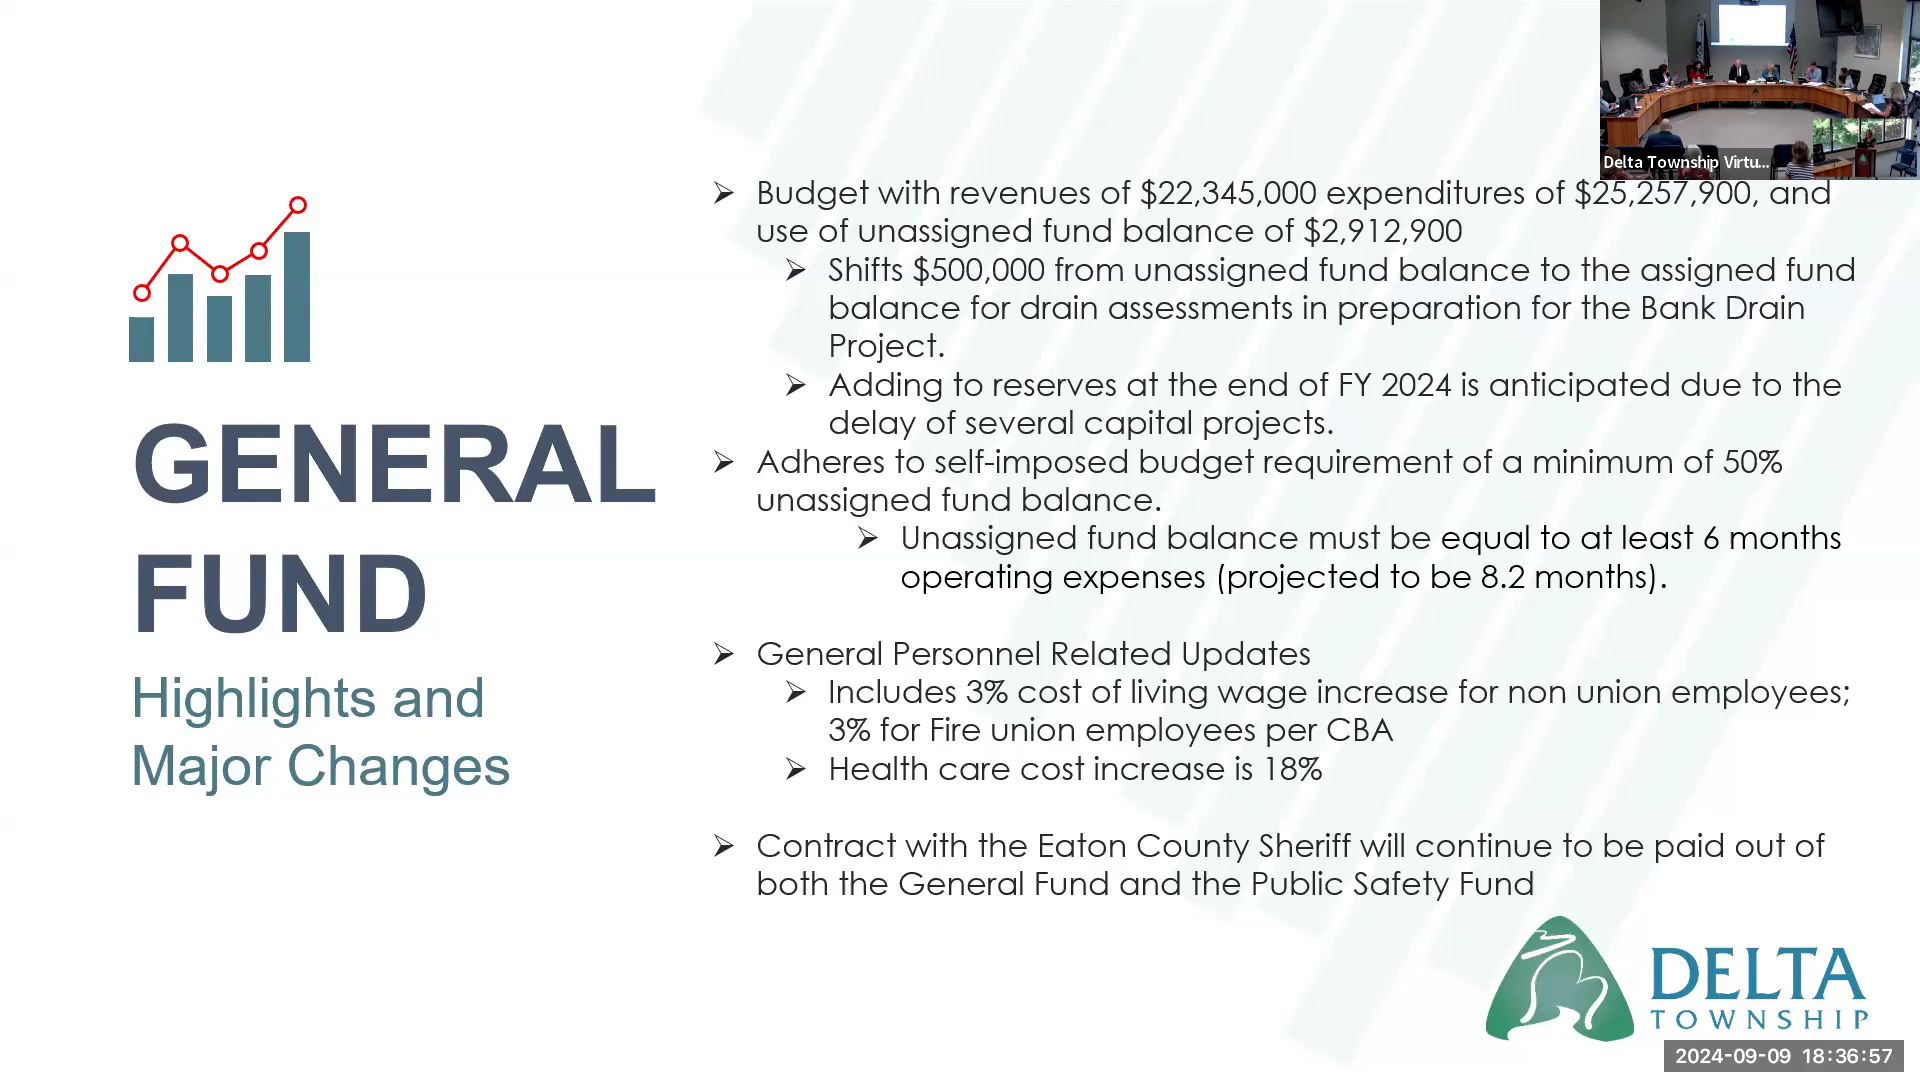 Delta Township Virtu...
GENERAL
FUND
Highlights and
Major Changes
➢ Budget with revenues of $22,345,000 expenditures of $25,257,900, and
use of unassigned fund balance of $2,912,900
➢ Shifts $500,000 from unassigned fund balance to the assigned fund
balance for drain assessments in preparation for the Bank Drain
Project.
➢ Adding to reserves at the end of FY 2024 is anticipated due to the
delay of several capital projects.
➢ Adheres to self-imposed budget requirement of a minimum of 50%
unassigned fund balance.
➢ Unassigned fund balance must be equal to at least 6 months
operating expenses (projected to be 8.2 months).
➢ General Personnel Related Updates
➢ Includes 3% cost of living wage increase for non union employees;
3% for Fire union employees per CBA
➢ Health care cost increase is 18%
➢ Contract with the Eaton County Sheriff will continue to be paid out of
both the General Fund and the Public Safety Fund
DELTA
TOWNSHIP
2024-09-09 18:36:57